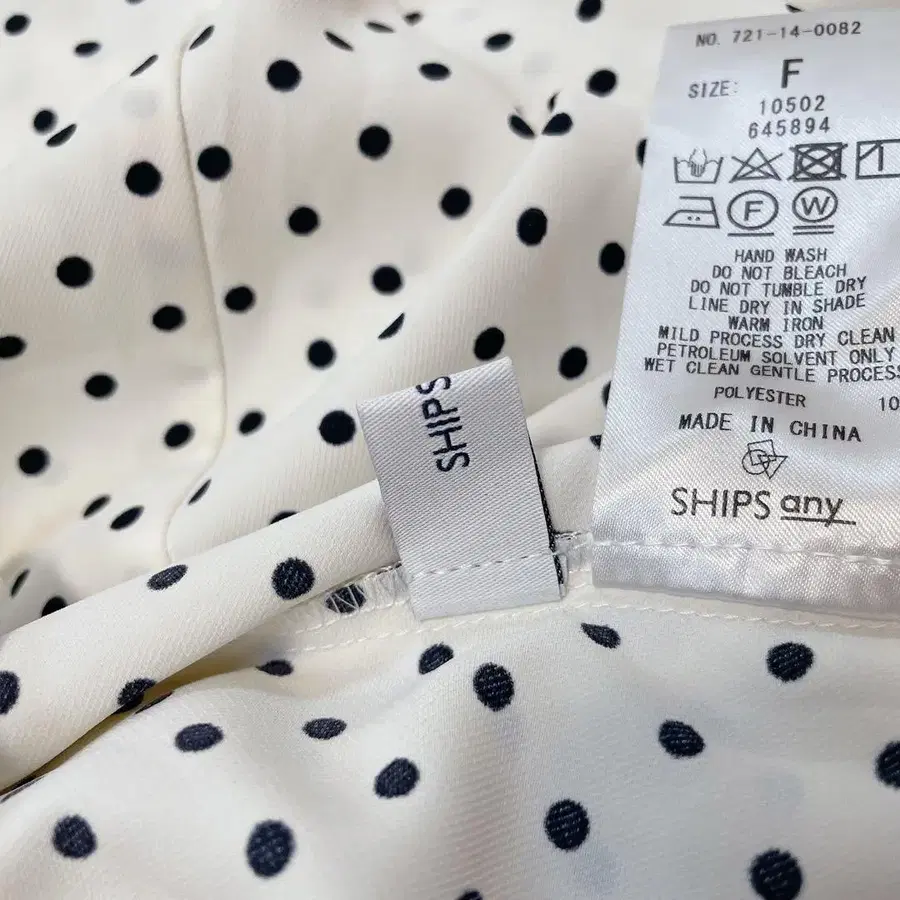 NO. 721-14-0082
SIZE: F
10502
645894
F W
HAND WASH
DO NOT BLEACH
DO NOT TUMBLE DRY
LINE DRY IN SHADE
WARM IRON
MILD PROCESS DRY CLEAN
PETROLEUM SOLVENT ONLY
WET CLEAN GENTLE PROCESS
POLYESTER 10
MADE IN CHINA
SHIPS any
SHIPS